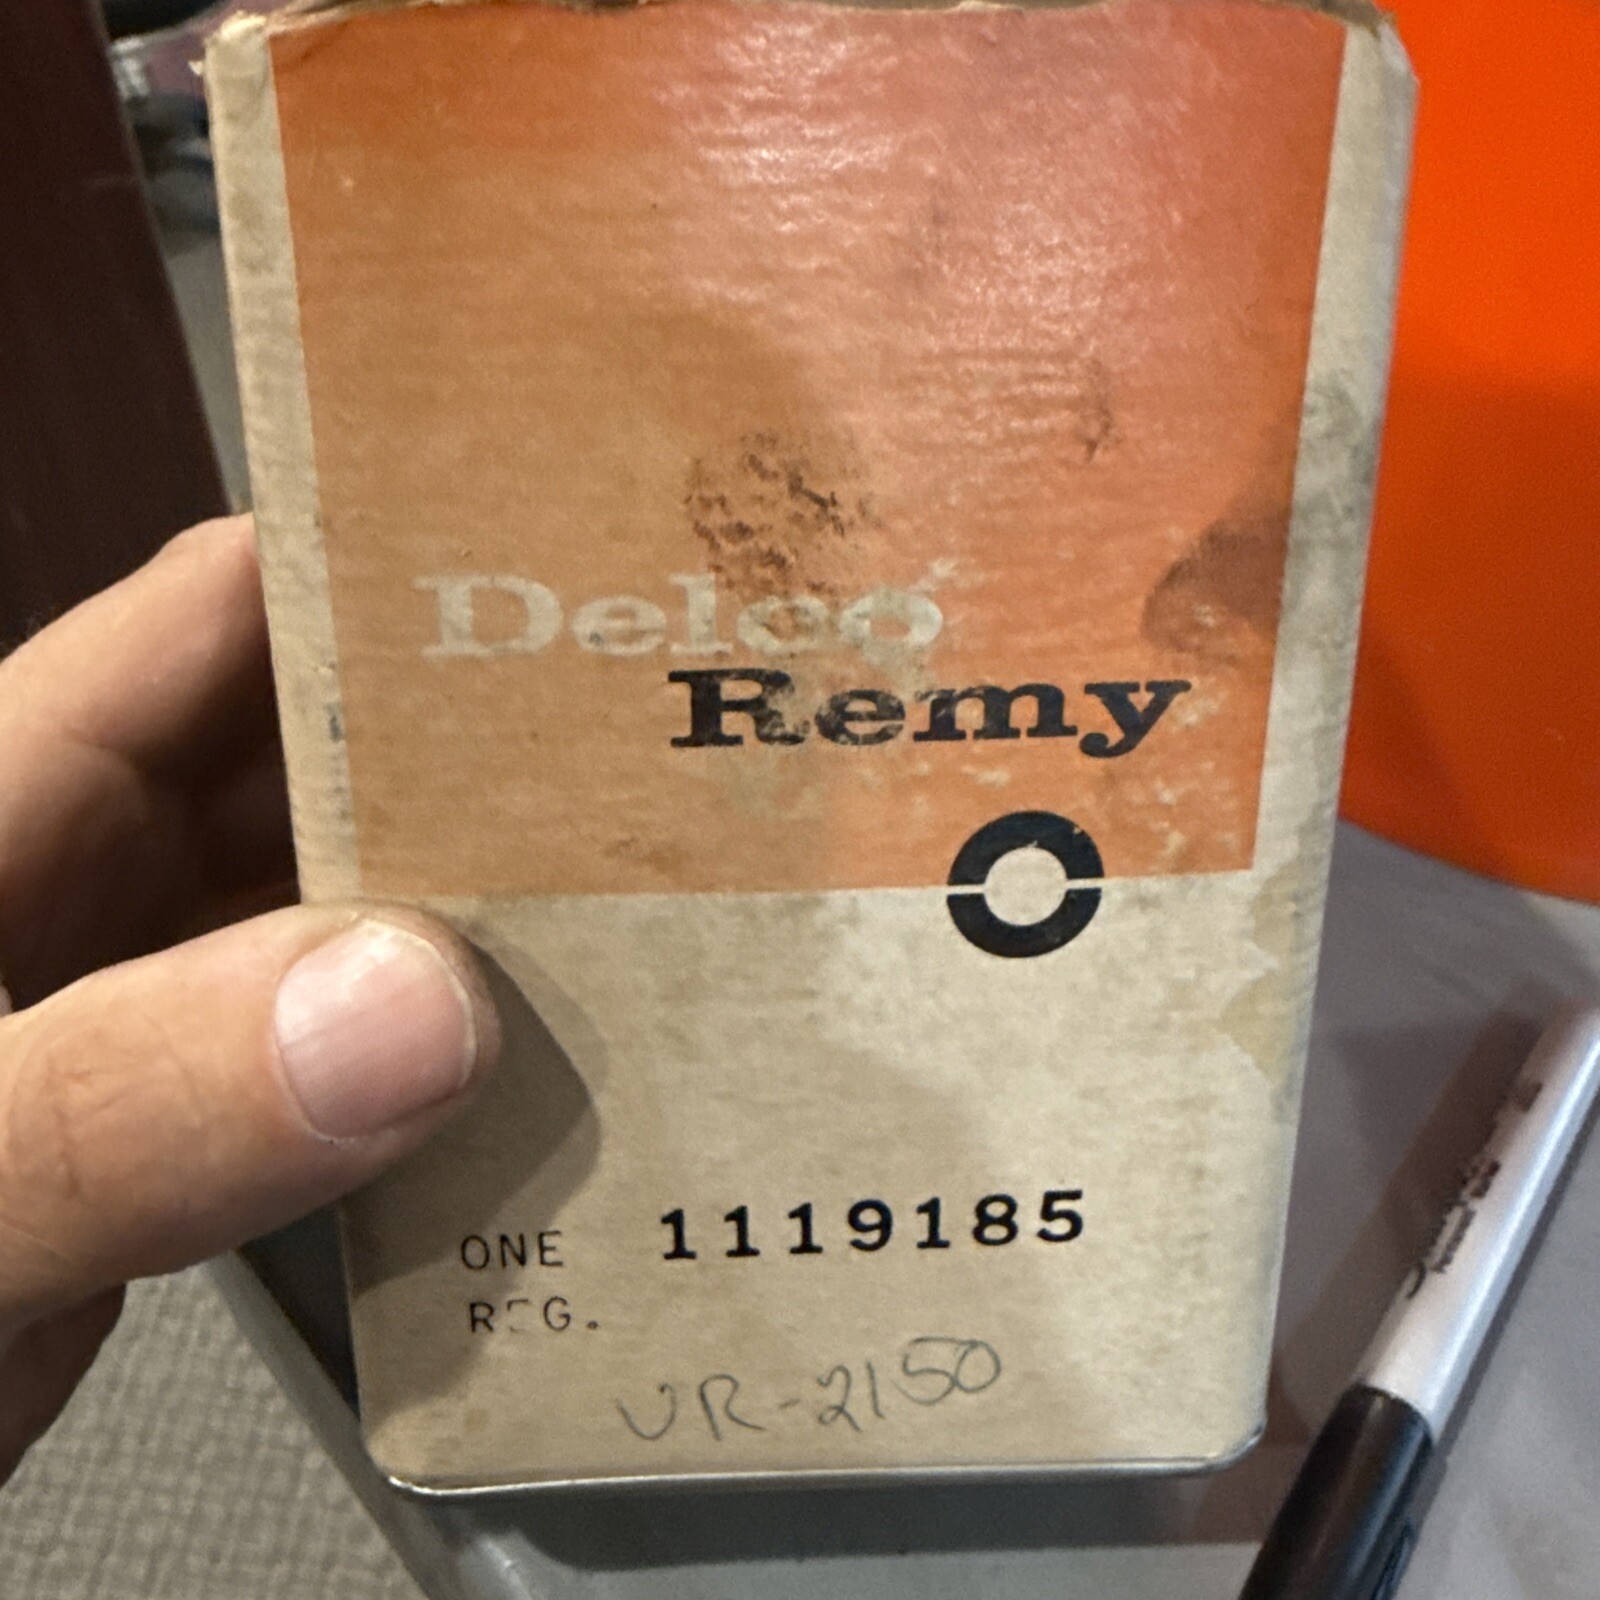 Delco
Remy
ONE 1119185
REG.
VR-2150